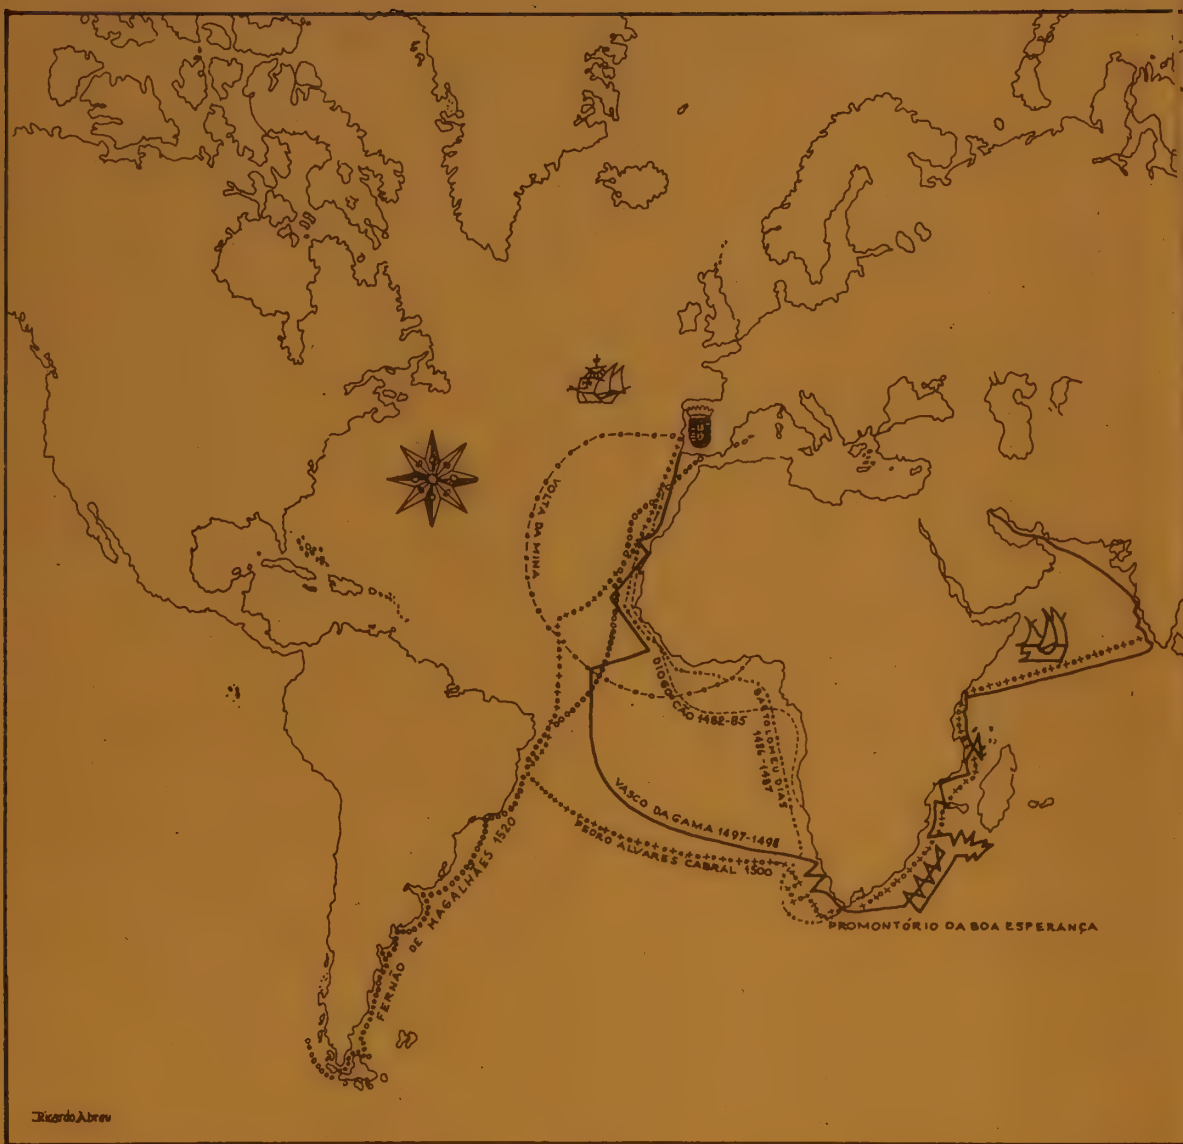 VOLTA DA MINA
DIOGO CÃO 1482-85
BARTOLOMEU DIAS
1486-1487
VASCO DA GAMA 1497-1498
PEDRO ALVARES CABRAL 1500
FERNÃO DE MAGALHÃES 1520
PROMONTÓRIO DA BOA ESPERANÇA
Ricardo Abreu